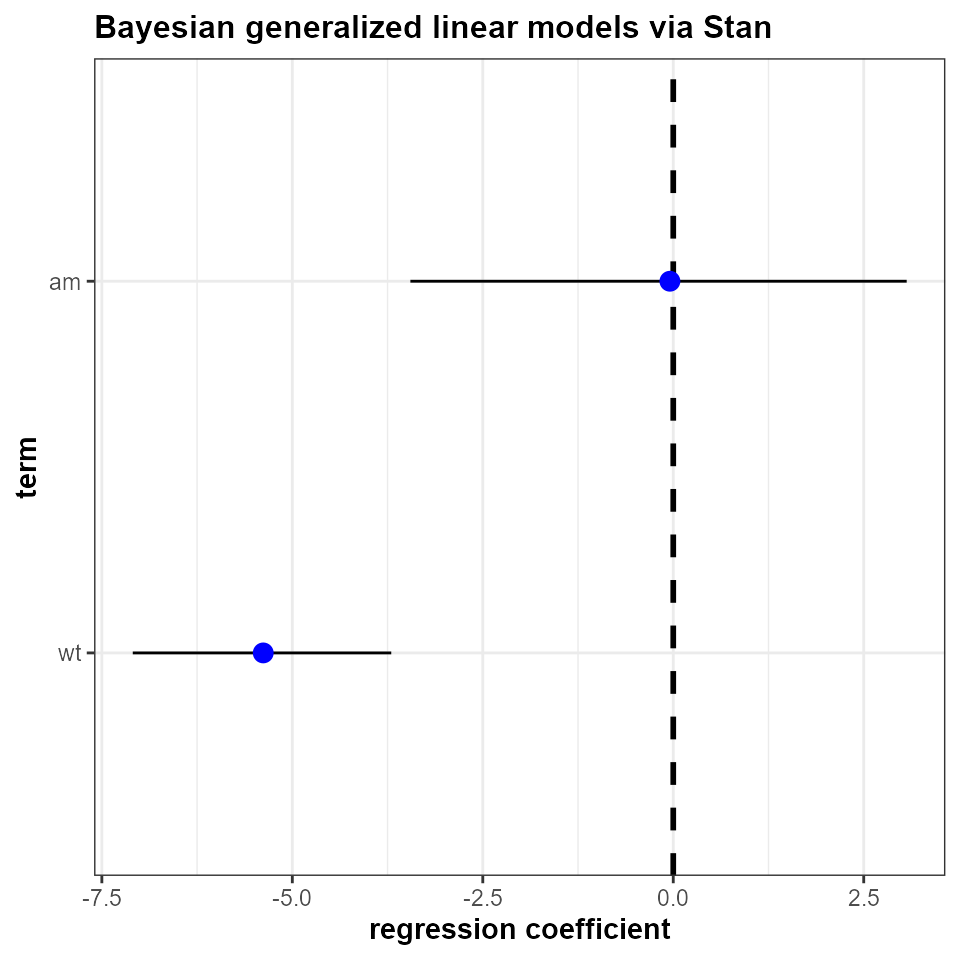 Bayesian generalized linear models via Stan
term
am
wt
-7.5
-5.0
-2.5
0.0
2.5
regression coefficient